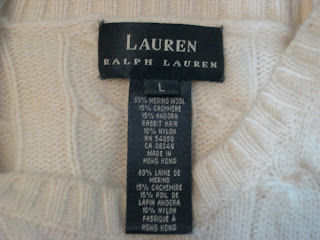 LAUREN
RALPH LAUREN
L
60% MERINO WOOL
15% CASHMERE
15% ANGORA
RABBIT HAIR
10% NYLON
RN 54050
CA 08348
MADE IN
HONG KONG
60% LAINE DE
MERINO
15% CACHEMIRE
15% POIL DE
LAPIN ANGORA
10% NYLON
FABRIQUÉ À
HONG KONG